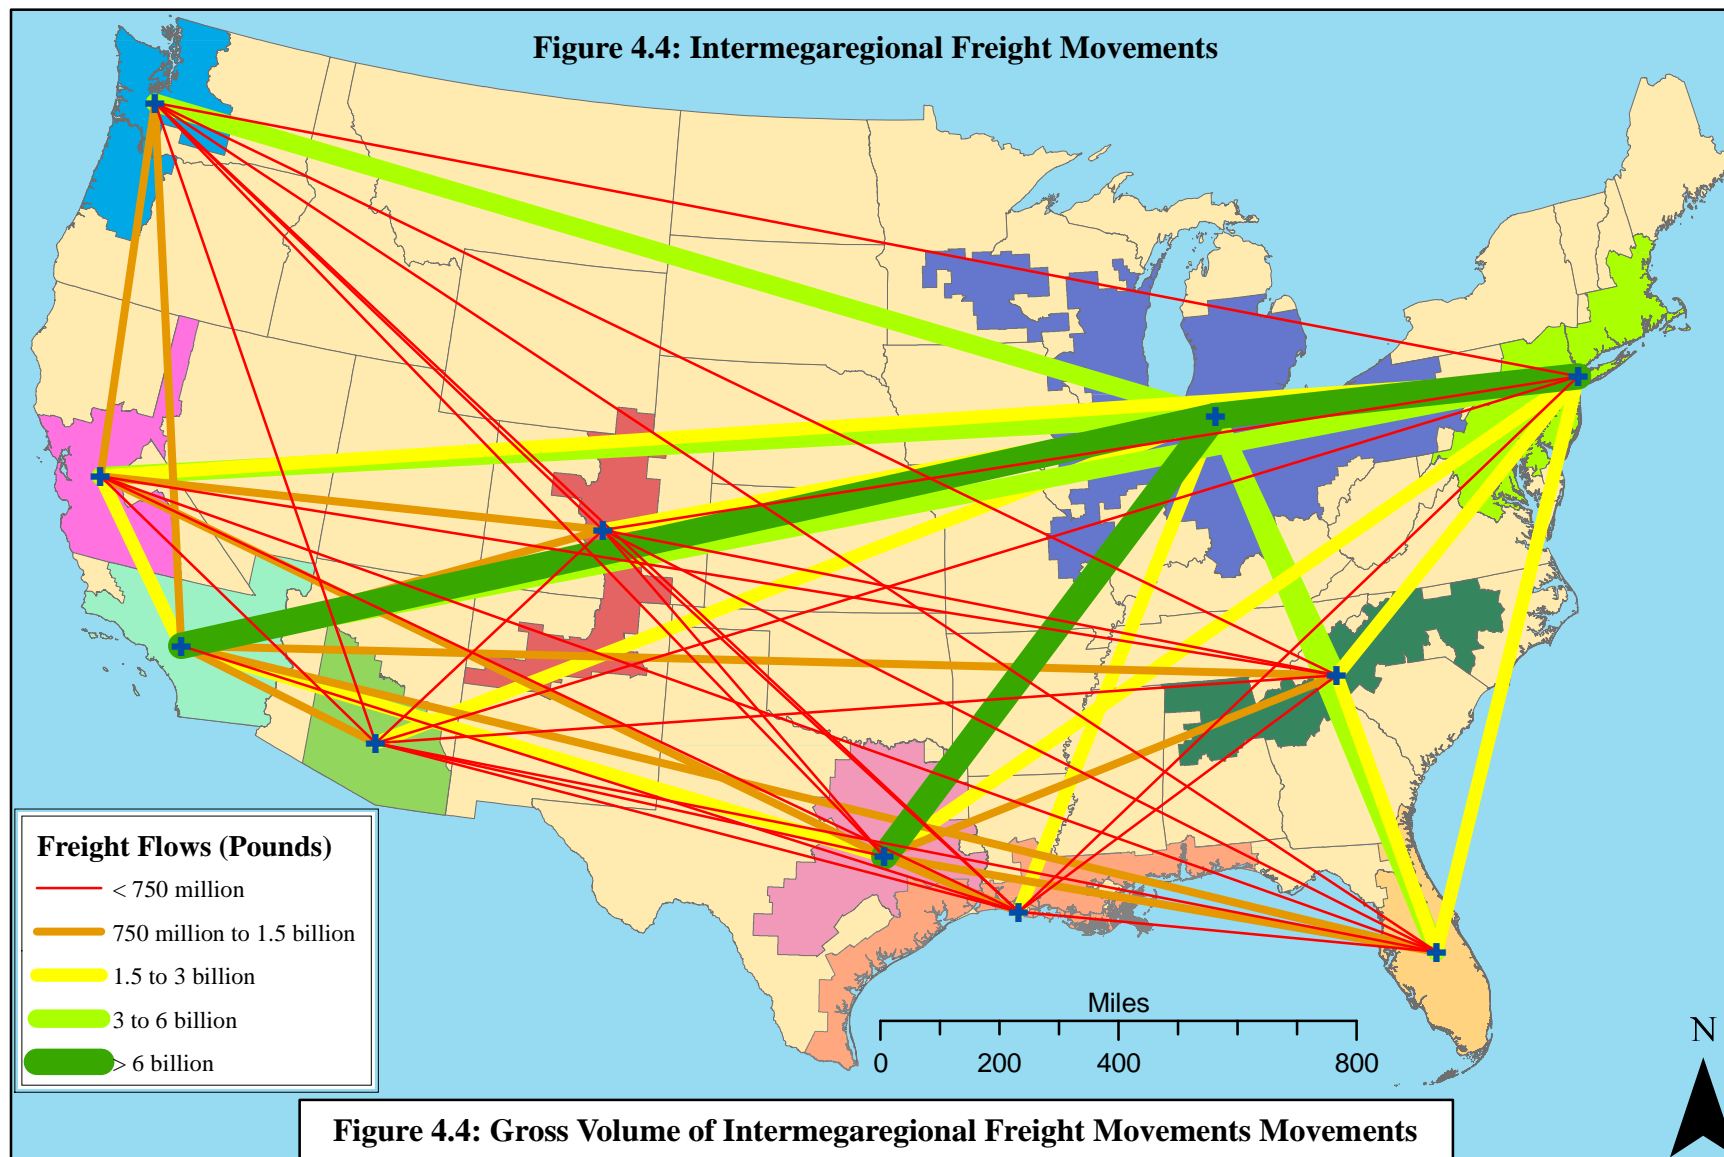 Figure 4.4: Intermegaregional Freight Movements
Freight Flows (Pounds)
< 750 million
750 million to 1.5 billion
1.5 to 3 billion
3 to 6 billion
> 6 billion
Miles
0 200 400 800
N
Figure 4.4: Gross Volume of Intermegaregional Freight Movements Movements